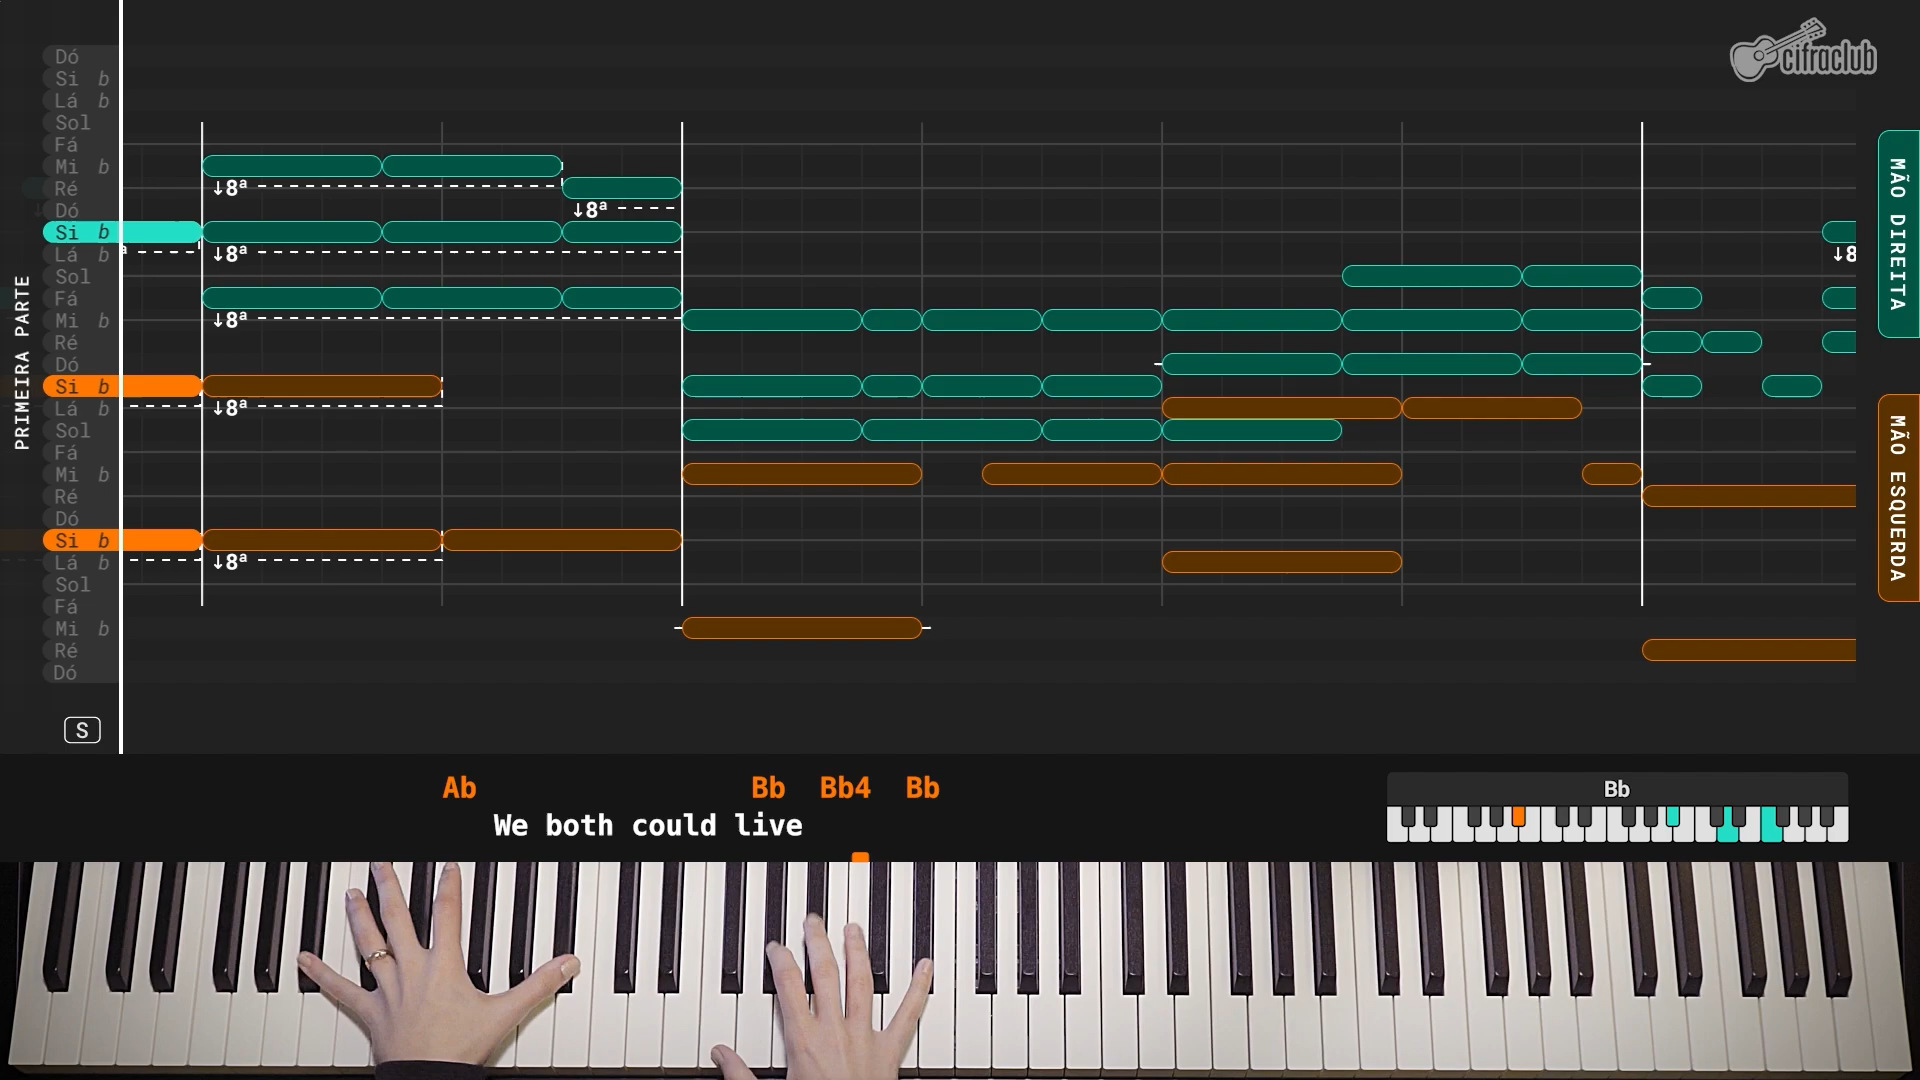 cifraclub
Dó
Si b
Lá b
Sol
Fá
Mi b
Ré
Dó
Si b
Lá b
Sol
Fá
Mi b
Ré
Dó
Si b
Lá b
Sol
Fá
Mi b
Ré
Dó
Si b
Lá b
Sol
Fá
Mi b
Ré
Dó
PRIMEIRA PARTE
↓8ª
↓8ª
↓8ª
↓8ª
↓8ª
↓8ª
↓8
MÃO DIREITA
MÃO ESQUERDA
S
Ab Bb Bb4 Bb
We both could live
Bb